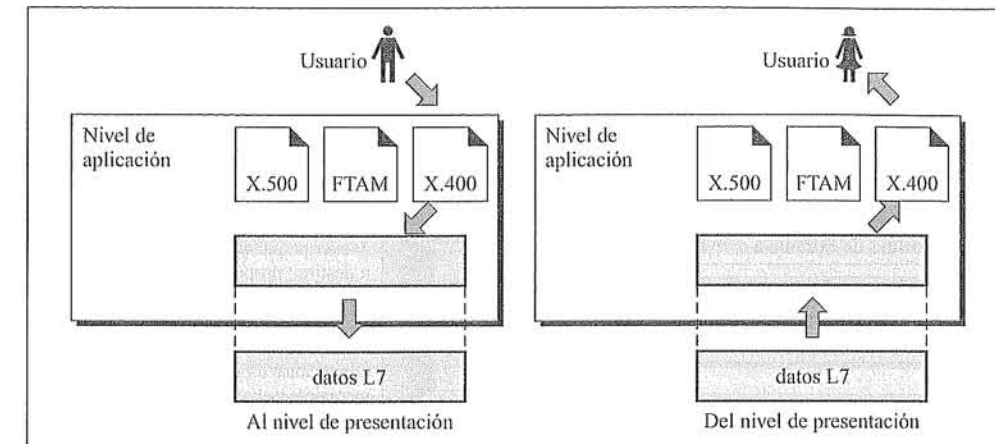 Usuario
Usuario
Nivel de
aplicación
X.500
FTAM
X.400
Nivel de
aplicación
X.500
FTAM
X.400
datos L7
datos L7
Al nivel de presentación
Del nivel de presentación